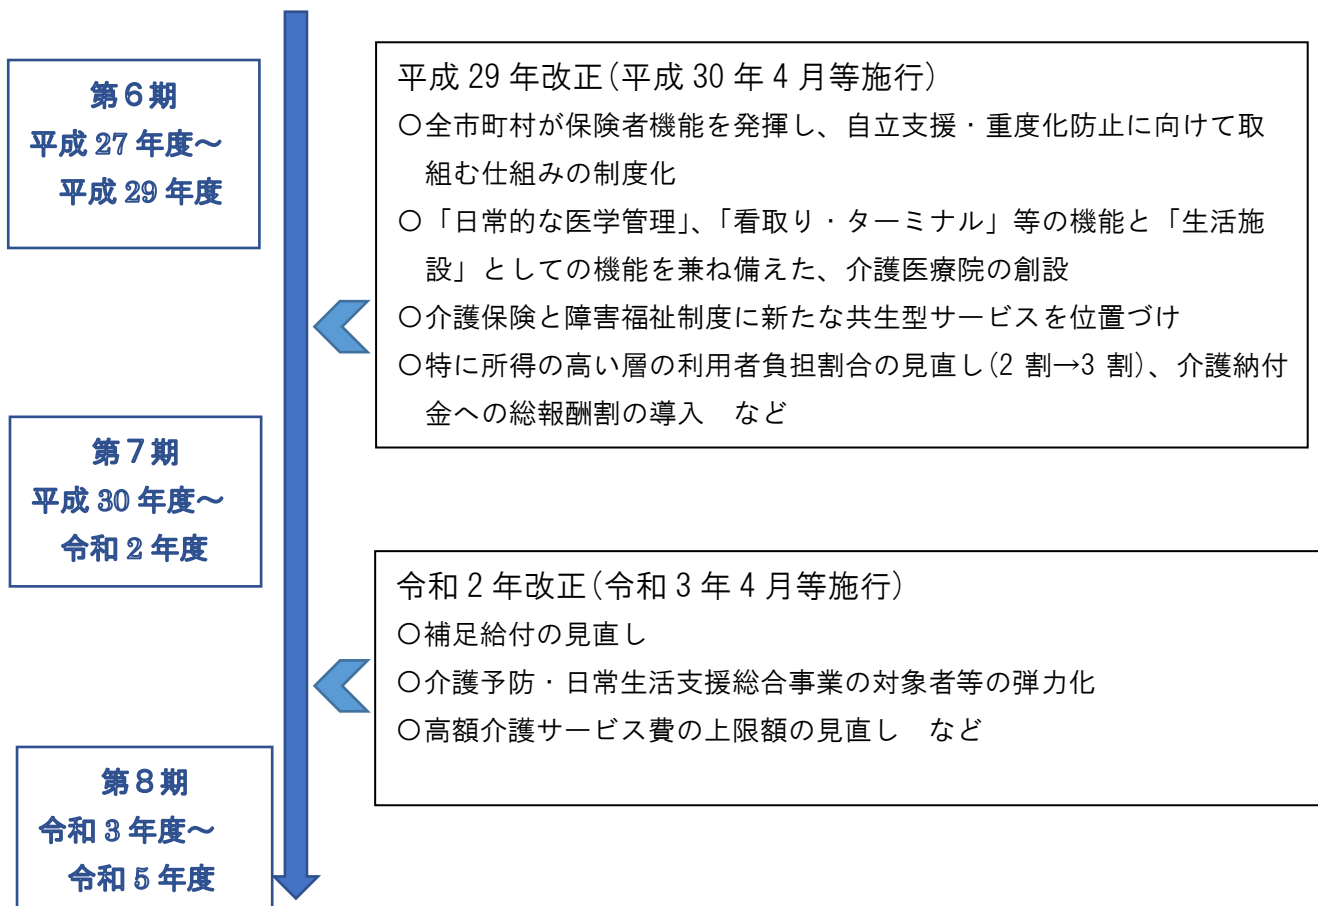 第６期
平成 27 年度～
平成 29 年度
平成 29 年改正(平成 30 年 4 月等施行)
○全市町村が保険者機能を発揮し、自立支援・重度化防止に向けて取
組む仕組みの制度化
○「日常的な医学管理」、「看取り・ターミナル」等の機能と「生活施
設」としての機能を兼ね備えた、介護医療院の創設
○介護保険と障害福祉制度に新たな共生型サービスを位置づけ
○特に所得の高い層の利用者負担割合の見直し(2 割→3 割)、介護納付
金への総報酬割の導入　など
第７期
平成 30 年度～
令和 2 年度
令和 2 年改正(令和 3 年 4 月等施行)
○補足給付の見直し
○介護予防・日常生活支援総合事業の対象者等の弾力化
○高額介護サービス費の上限額の見直し　など
第８期
令和 3 年度～
令和 5 年度